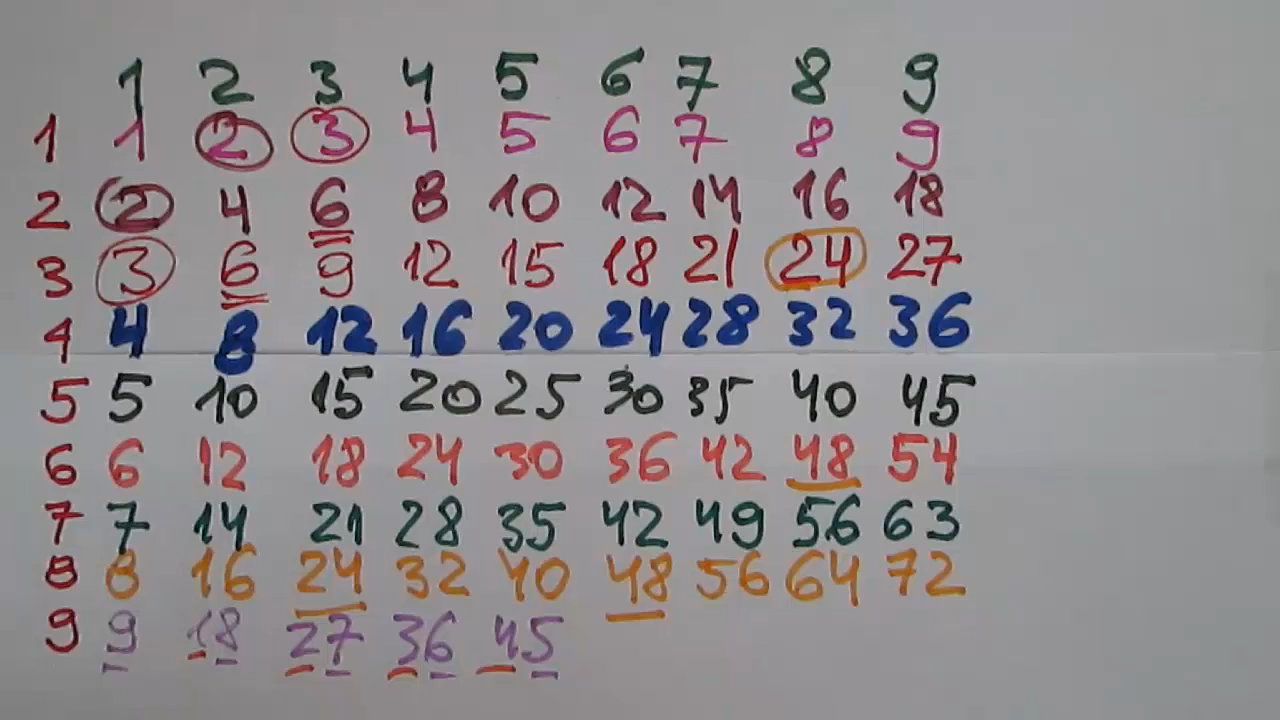 1 2 3 4 5 6 7 8 9
1 1 2 3 4 5 6 7 8 9
2 2 4 6 8 10 12 14 16 18
3 3 6 9 12 15 18 21 24 27
4 4 8 12 16 20 24 28 32 36
5 5 10 15 20 25 30 35 40 45
6 6 12 18 24 30 36 42 48 54
7 7 14 21 28 35 42 49 56 63
8 8 16 24 32 40 48 56 64 72
9 9 18 27 36 45